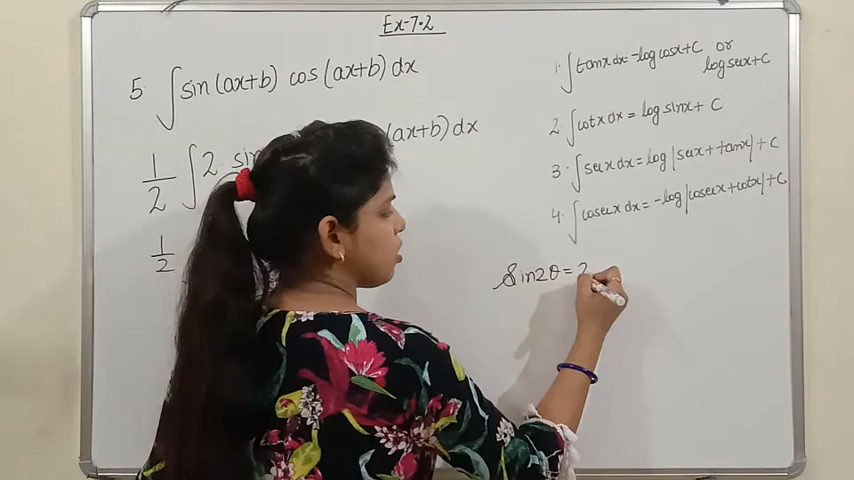 Ex-7.2
5. ∫ sin(ax+b) cos(ax+b) dx
1/2 ∫ 2 (ax+b) dx
1/2
1. ∫ tanx dx = -log cosx + C or
log secx + C
2. ∫ cotx dx = log sinx + C
3. ∫ secx dx = log |secx + tanx| + C
4. ∫ cosecx dx = -log |cosecx + cotx| + C
Sin2θ = 2